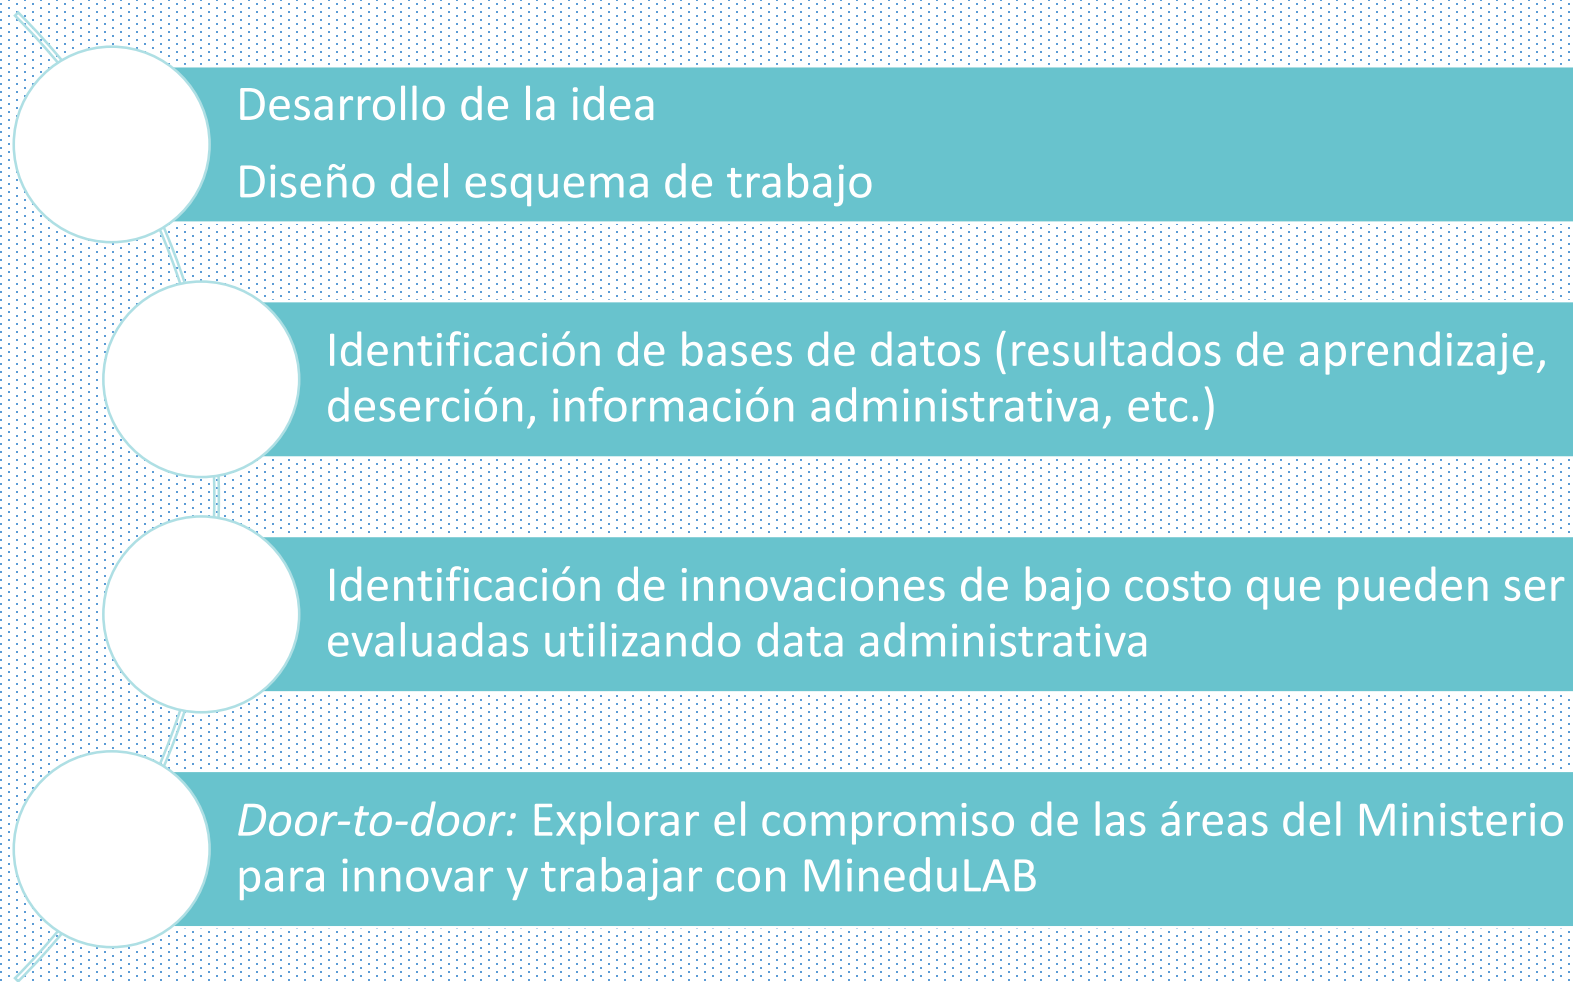 Desarrollo de la idea
Diseño del esquema de trabajo
Identificación de bases de datos (resultados de aprendizaje,
deserción, información administrativa, etc.)
Identificación de innovaciones de bajo costo que pueden ser
evaluadas utilizando data administrativa
Door-to-door: Explorar el compromiso de las áreas del Ministerio
para innovar y trabajar con MineduLAB